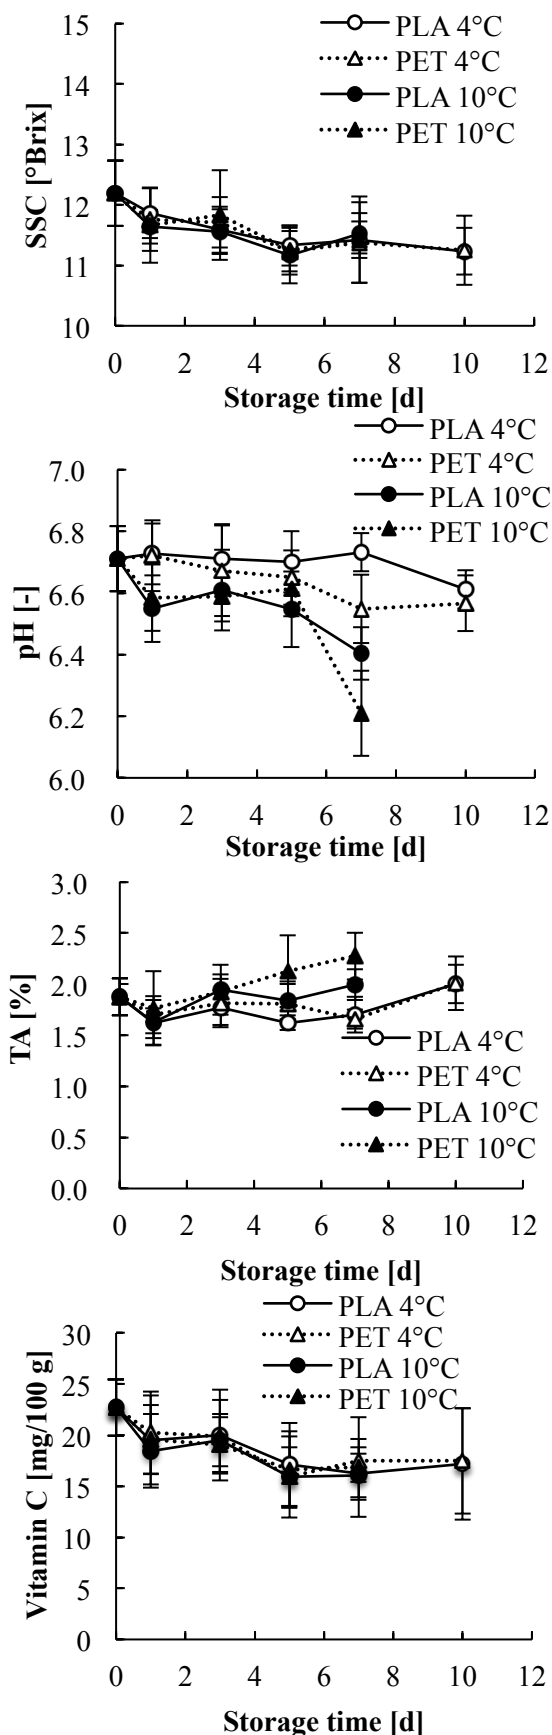 PLA 4°C
PET 4°C
PLA 10°C
PET 10°C
SSC [°Brix]
15
14
13
12
11
10
0 2 4 6 8 10 12
Storage time [d]
PLA 4°C
PET 4°C
PLA 10°C
PET 10°C
pH [-]
7.0
6.8
6.6
6.4
6.2
6.0
0 2 4 6 8 10 12
Storage time [d]
TA [%]
3.0
2.5
2.0
1.5
1.0
0.5
0.0
PLA 4°C
PET 4°C
PLA 10°C
PET 10°C
0 2 4 6 8 10 12
Storage time [d]
PLA 4°C
PET 4°C
PLA 10°C
PET 10°C
Vitamin C [mg/100 g]
30
25
20
15
10
5
0
0 2 4 6 8 10 12
Storage time [d]